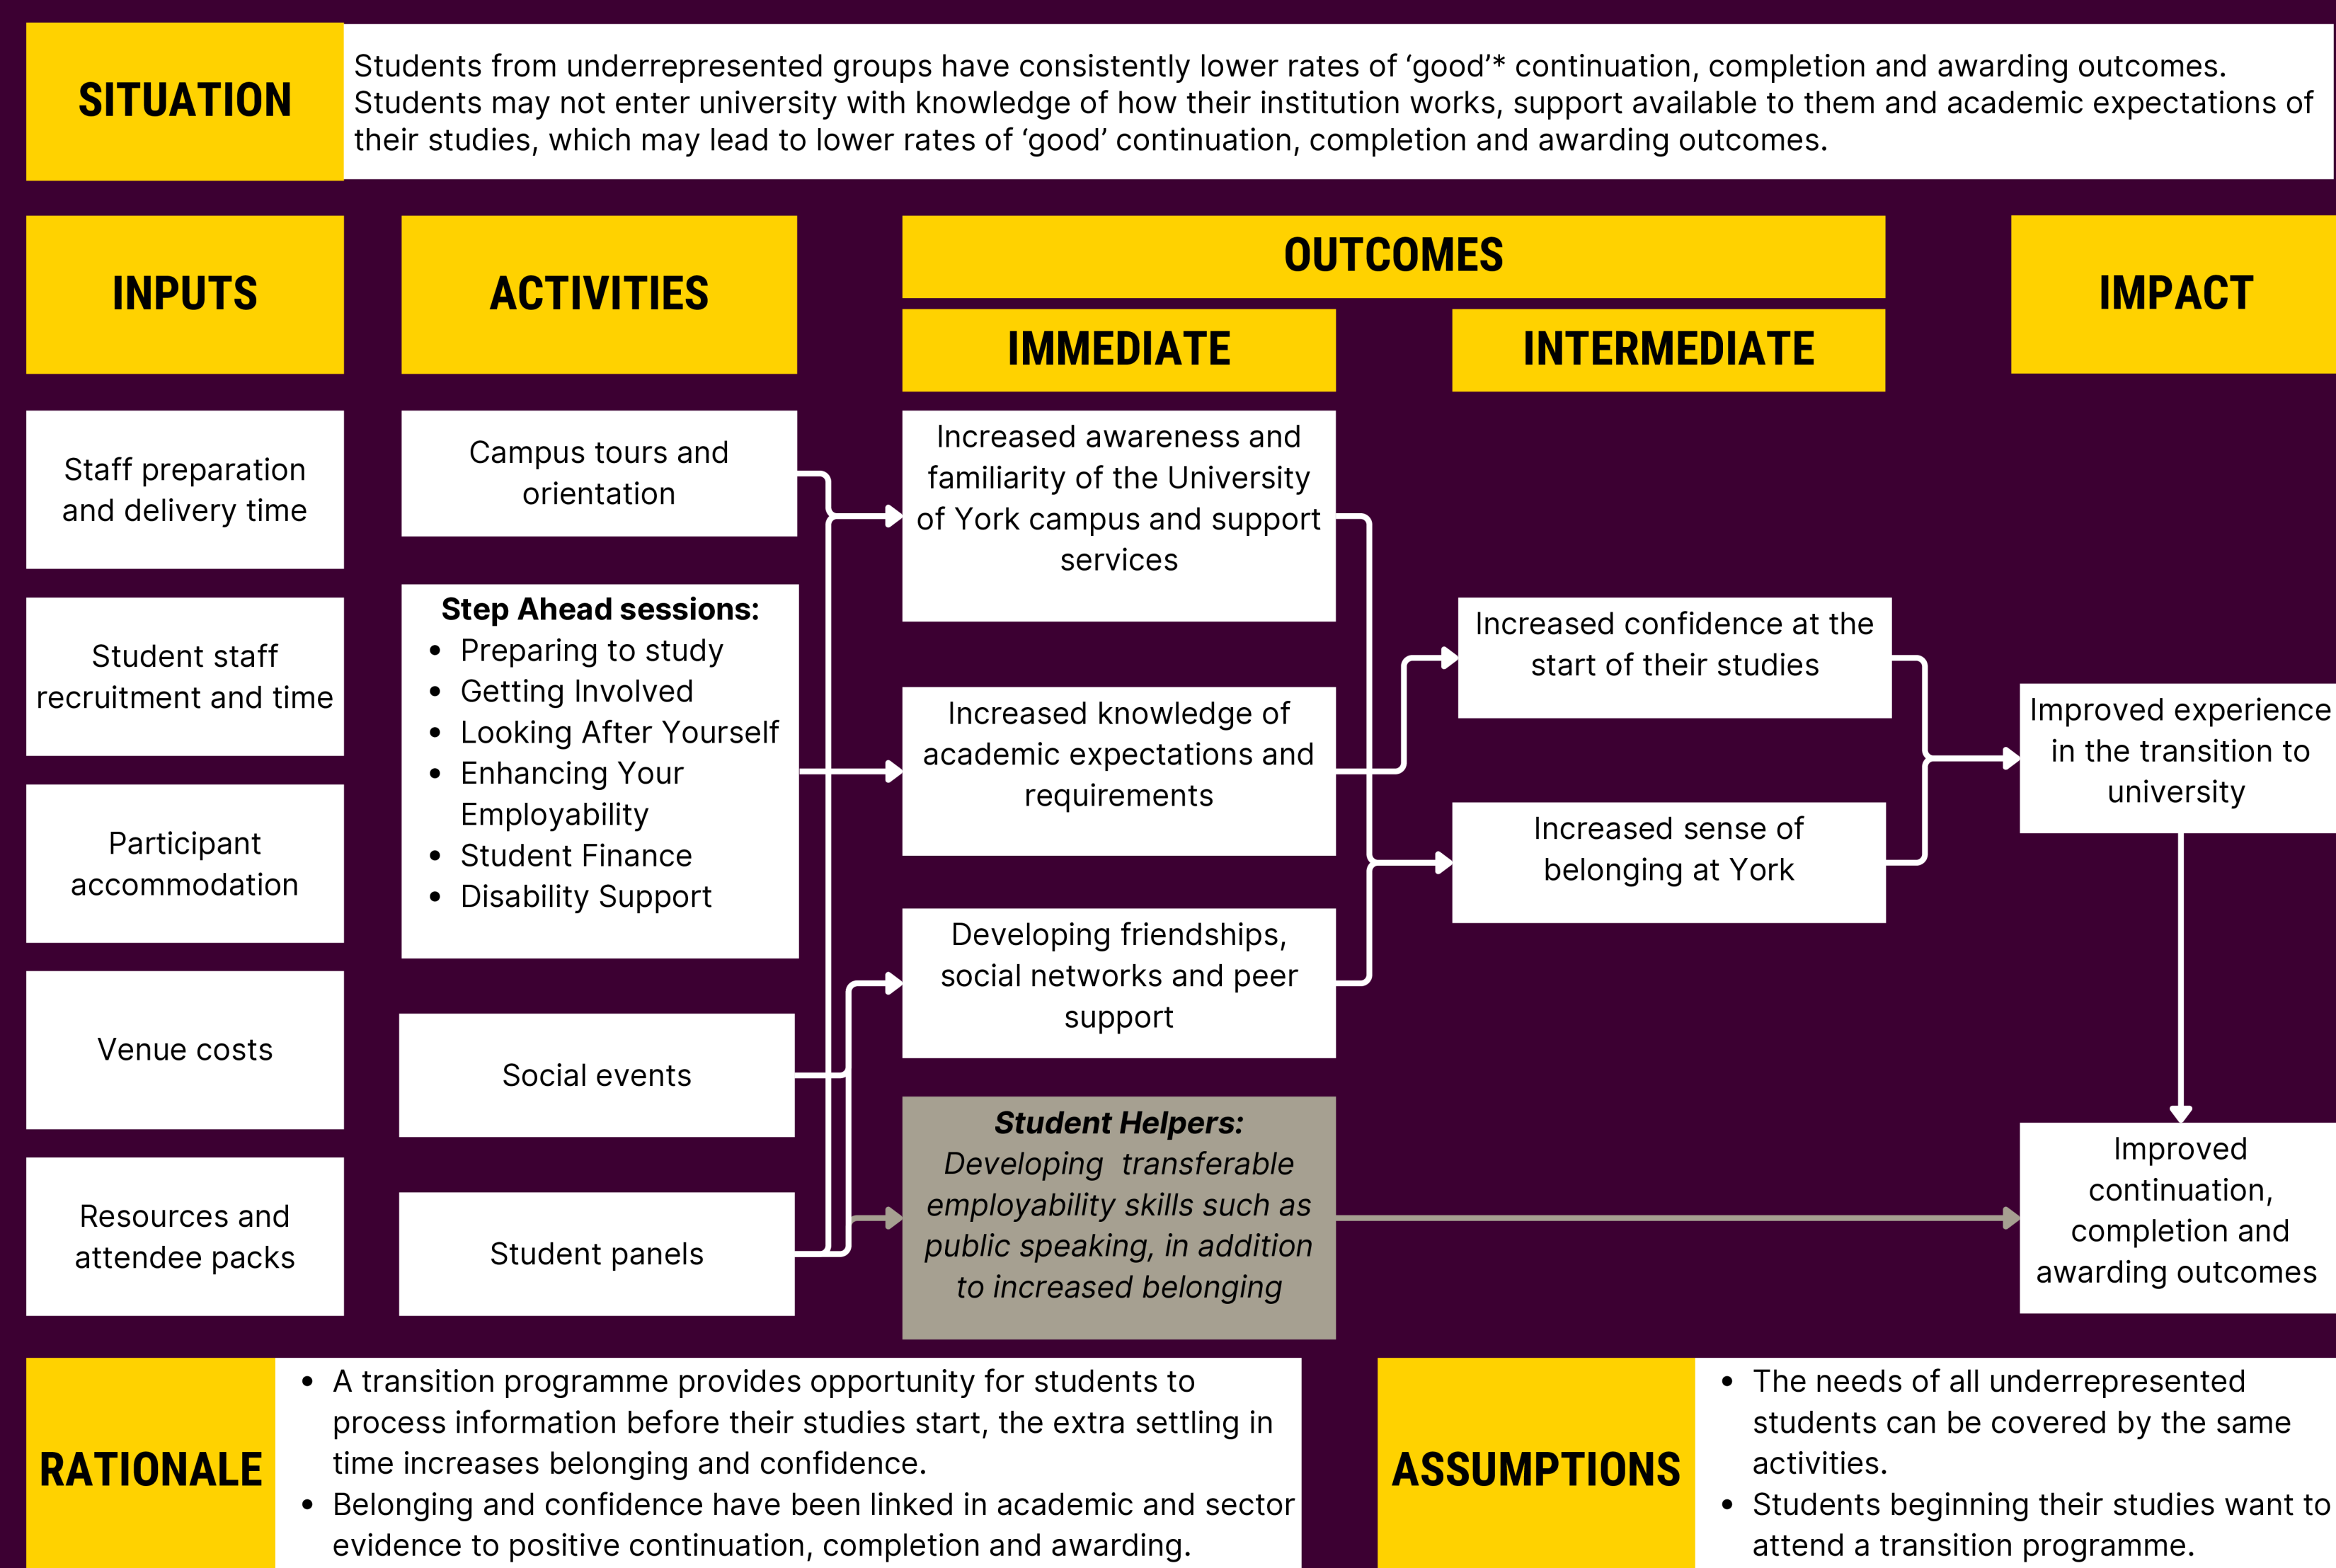 SITUATION
Students from underrepresented groups have consistently lower rates of ‘good’* continuation, completion and awarding outcomes.
Students may not enter university with knowledge of how their institution works, support available to them and academic expectations of
their studies, which may lead to lower rates of ‘good’ continuation, completion and awarding outcomes.
INPUTS
ACTIVITIES
OUTCOMES
IMMEDIATE
INTERMEDIATE
IMPACT
Staff preparation
and delivery time
Student staff
recruitment and time
Participant
accommodation
Venue costs
Resources and
attendee packs
Campus tours and
orientation
Step Ahead sessions:
• Preparing to study
• Getting Involved
• Looking After Yourself
• Enhancing Your
Employability
• Student Finance
• Disability Support
Social events
Student panels
Increased awareness and
familiarity of the University
of York campus and support
services
Increased knowledge of
academic expectations and
requirements
Developing friendships,
social networks and peer
support
Student Helpers:
Developing  transferable
employability skills such as
public speaking, in addition
to increased belonging
Increased confidence at the
start of their studies
Increased sense of
belonging at York
Improved experience
in the transition to
university
Improved
continuation,
completion and
awarding outcomes
RATIONALE
• A transition programme provides opportunity for students to
process information before their studies start, the extra settling in
time increases belonging and confidence.
• Belonging and confidence have been linked in academic and sector
evidence to positive continuation, completion and awarding.
ASSUMPTIONS
• The needs of all underrepresented
students can be covered by the same
activities.
• Students beginning their studies want to
attend a transition programme.